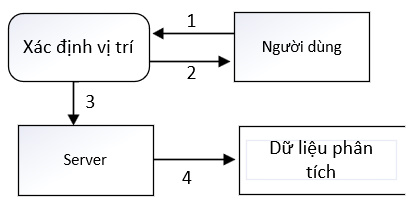 1
Xác định vị trí
Người dùng
2
3
Server
4
Dữ liệu phân
tích